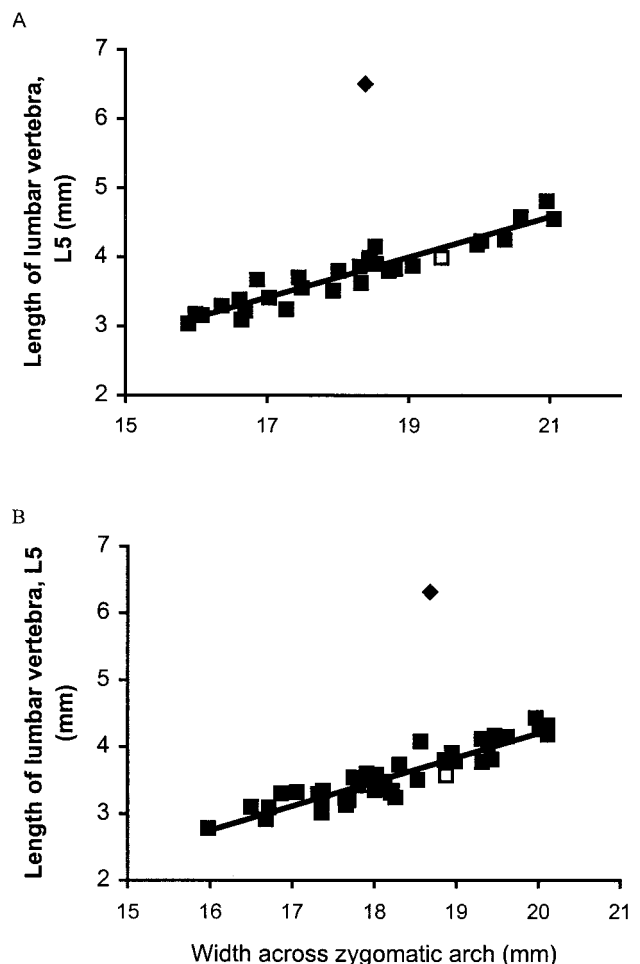 A
Length of lumbar vertebra,
L5 (mm)
7
6
5
4
3
2
15 17 19 21
B
Length of lumbar vertebra, L5
(mm)
7
6
5
4
3
2
15 16 17 18 19 20 21
Width across zygomatic arch (mm)